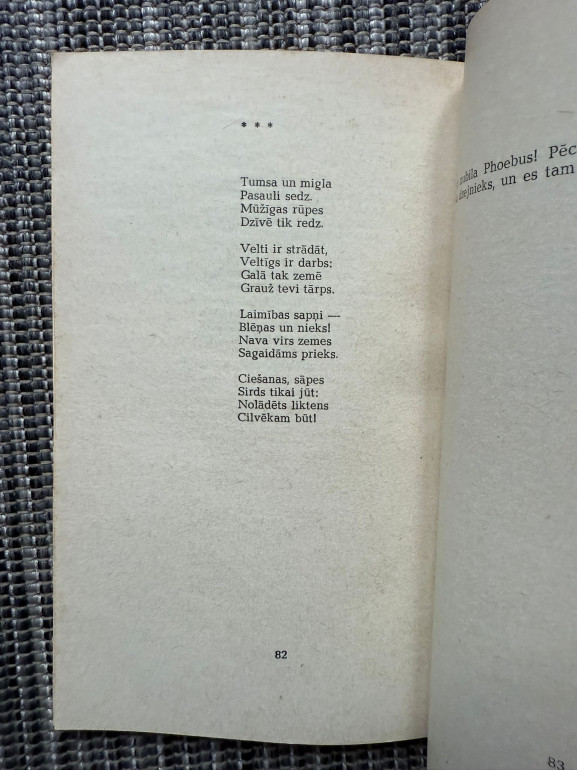 * * *
Tumsa un migla
Pasauli sedz.
Mūžīgas rūpes
Dzīvē tik redz.
Velti ir strādāt,
Veltīgs ir darbs:
Galā tak zemē
Grauž tevi tārps.
Laimības sapņi —
Blēņas un nieks!
Nava virs zemes
Sagaidāms prieks.
Ciešanas, sāpes
Sirds tikai jūt:
Nolādēts liktens
Cilvēkam būt!
82
Phoebus! Pēc
un es tam
83